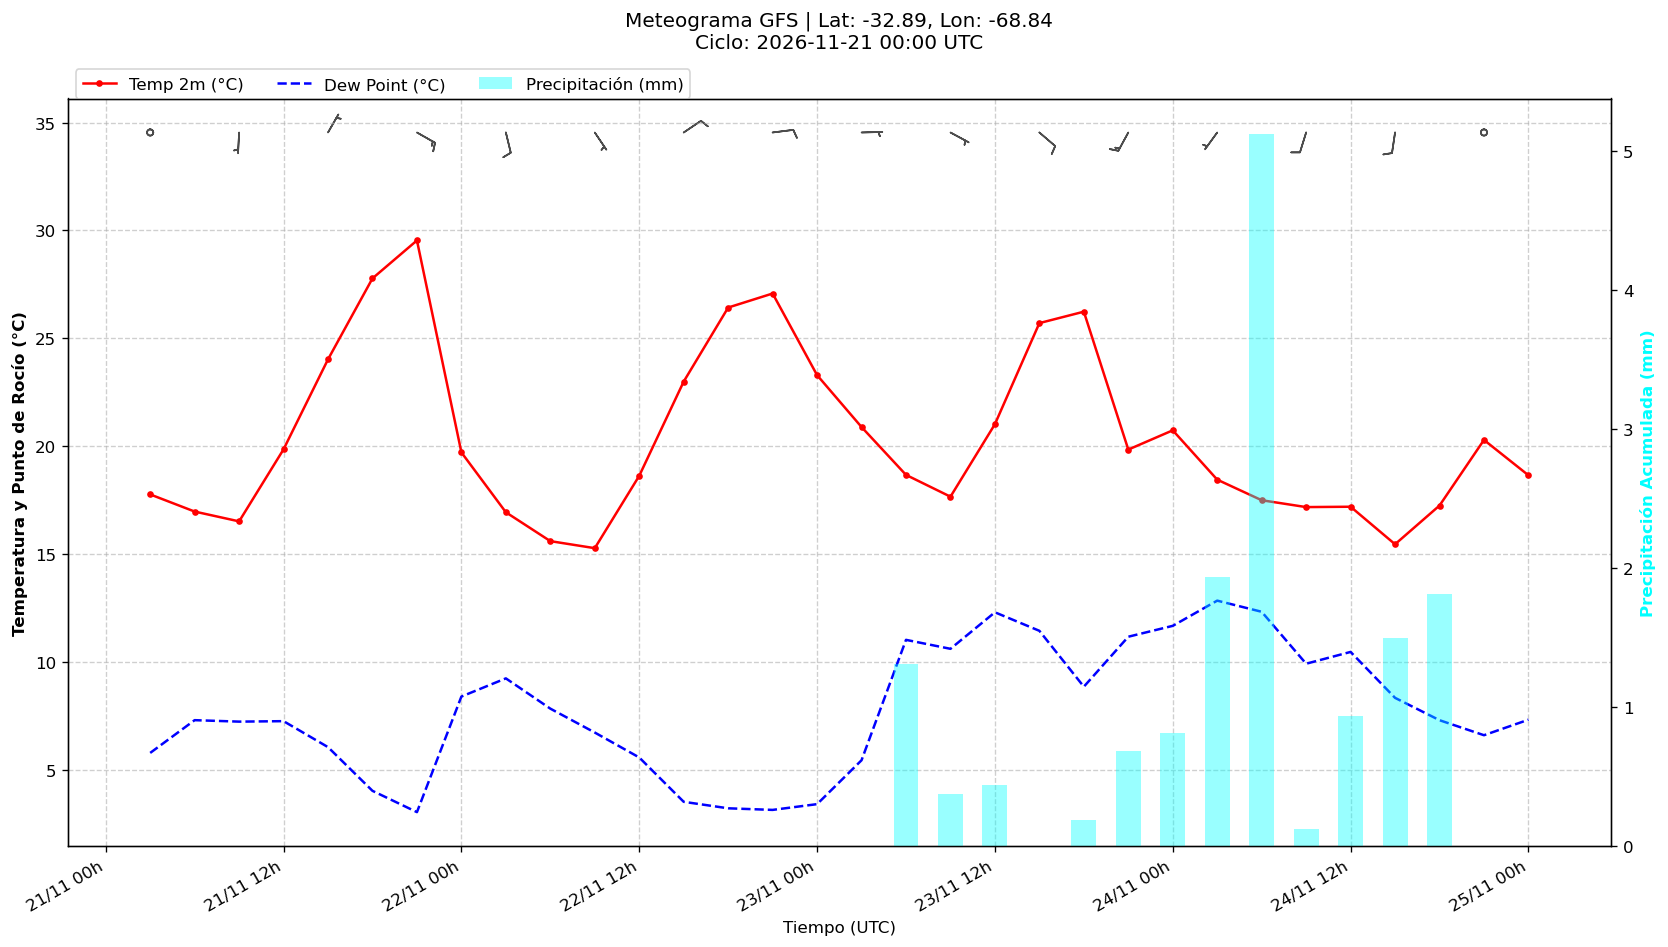 Meteograma GFS | Lat: -32.89, Lon: -68.84
Ciclo: 2026-11-21 00:00 UTC
Temp 2m (°C)
Dew Point (°C)
Precipitación (mm)
Temperatura y Punto de Rocío (°C)
35
30
25
20
15
10
5
5
4
3
2
1
0
Precipitación Acumulada (mm)
21/11 00h
21/11 12h
22/11 00h
22/11 12h
23/11 00h
23/11 12h
24/11 00h
24/11 12h
25/11 00h
Tiempo (UTC)